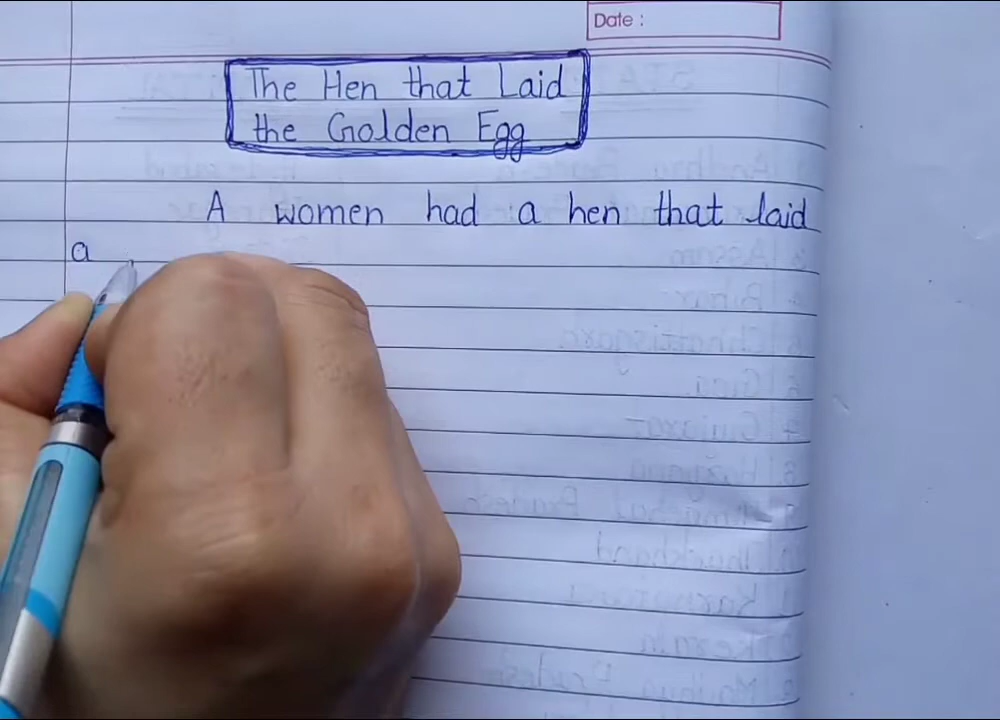 Date :
The Hen that Laid
the Golden Egg
A women had a hen that laid
a